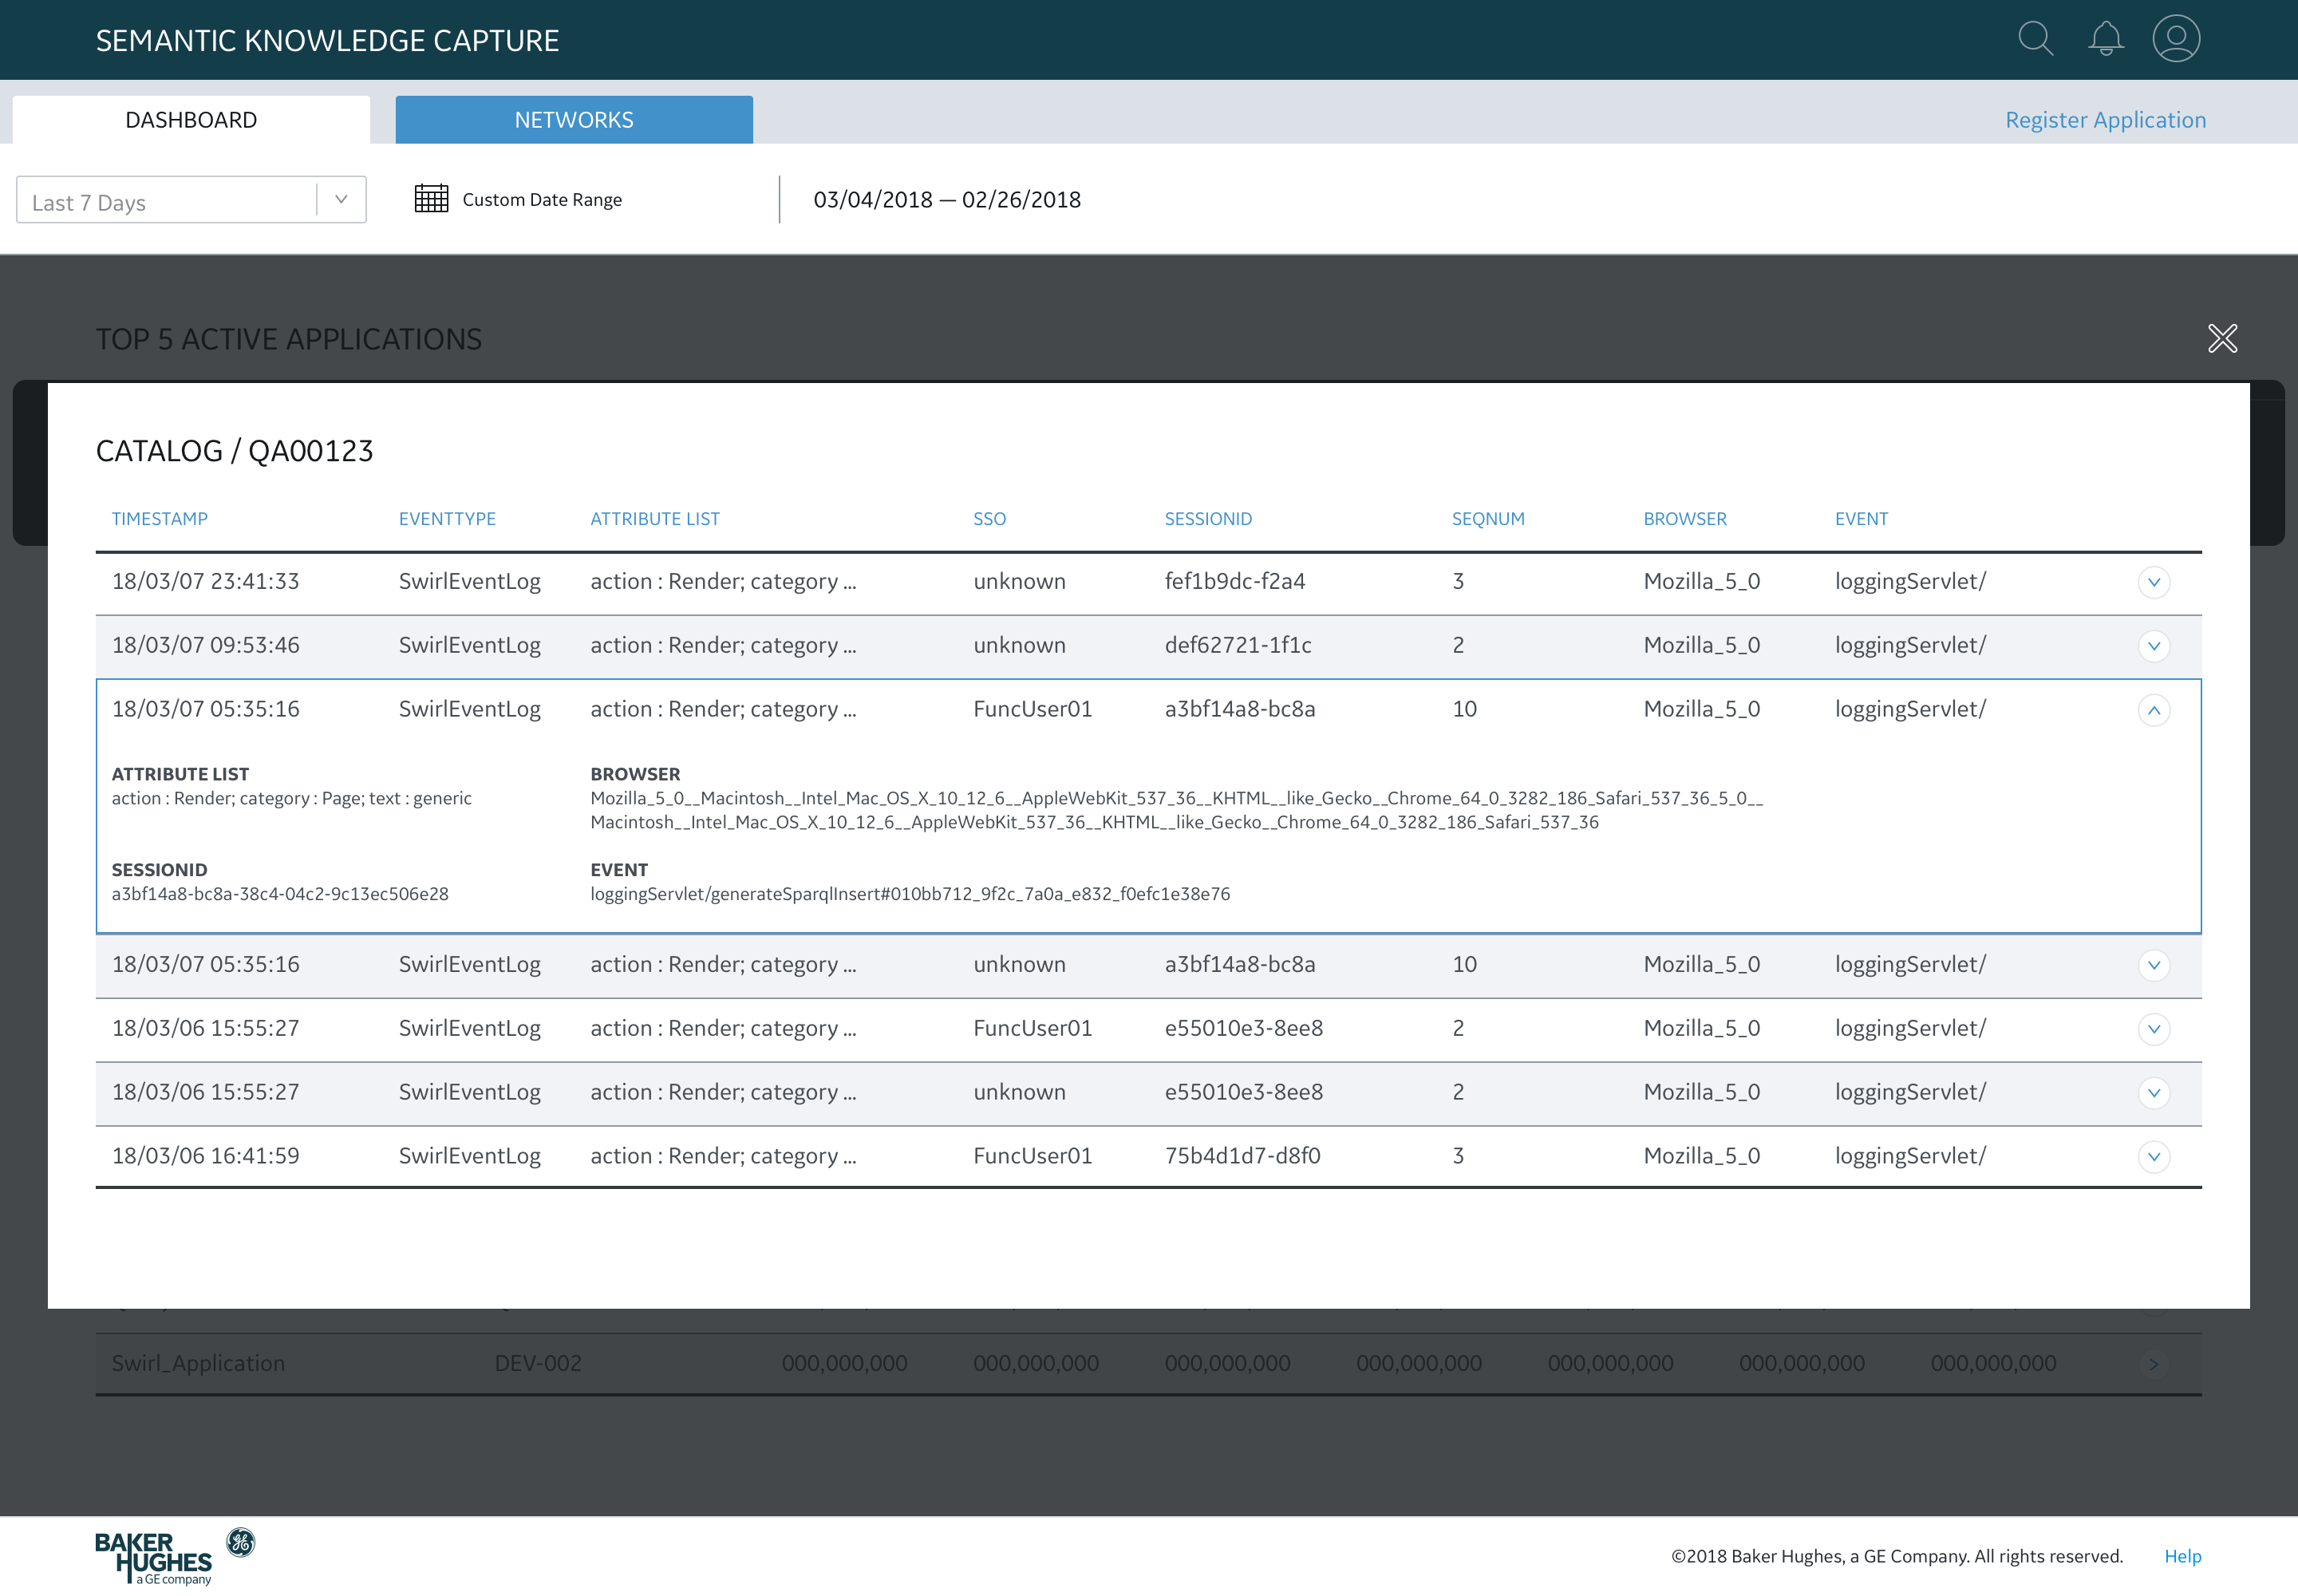 SEMANTIC KNOWLEDGE CAPTURE
DASHBOARD NETWORKS Register Application
Last 7 Days Custom Date Range 03/04/2018 — 02/26/2018
TOP 5 ACTIVE APPLICATIONS
CATALOG / QA00123
TIMESTAMP EVENTTYPE ATTRIBUTE LIST SSO SESSIONID SEQNUM BROWSER EVENT
18/03/07 23:41:33 SwirlEventLog action : Render; category ... unknown fef1b9dc-f2a4 3 Mozilla_5_0 loggingServlet/
18/03/07 09:53:46 SwirlEventLog action : Render; category ... unknown def62721-1f1c 2 Mozilla_5_0 loggingServlet/
18/03/07 05:35:16 SwirlEventLog action : Render; category ... FuncUser01 a3bf14a8-bc8a 10 Mozilla_5_0 loggingServlet/
ATTRIBUTE LIST
action : Render; category : Page; text : generic
BROWSER
Mozilla_5_0__Macintosh__Intel_Mac_OS_X_10_12_6__AppleWebKit_537_36__KHTML__like_Gecko__Chrome_64_0_3282_186_Safari_537_36_5_0__
Macintosh__Intel_Mac_OS_X_10_12_6__AppleWebKit_537_36__KHTML__like_Gecko__Chrome_64_0_3282_186_Safari_537_36
SESSIONID
a3bf14a8-bc8a-38c4-04c2-9c13ec506e28
EVENT
loggingServlet/generateSparqlInsert#010bb712_9f2c_7a0a_e832_f0efc1e38e76
18/03/07 05:35:16 SwirlEventLog action : Render; category ... unknown a3bf14a8-bc8a 10 Mozilla_5_0 loggingServlet/
18/03/06 15:55:27 SwirlEventLog action : Render; category ... FuncUser01 e55010e3-8ee8 2 Mozilla_5_0 loggingServlet/
18/03/06 15:55:27 SwirlEventLog action : Render; category ... unknown e55010e3-8ee8 2 Mozilla_5_0 loggingServlet/
18/03/06 16:41:59 SwirlEventLog action : Render; category ... FuncUser01 75b4d1d7-d8f0 3 Mozilla_5_0 loggingServlet/
Swirl_Application DEV-002 000,000,000 000,000,000 000,000,000 000,000,000 000,000,000 000,000,000 000,000,000
BAKER
HUGHES
a GE company
©2018 Baker Hughes, a GE Company. All rights reserved. Help